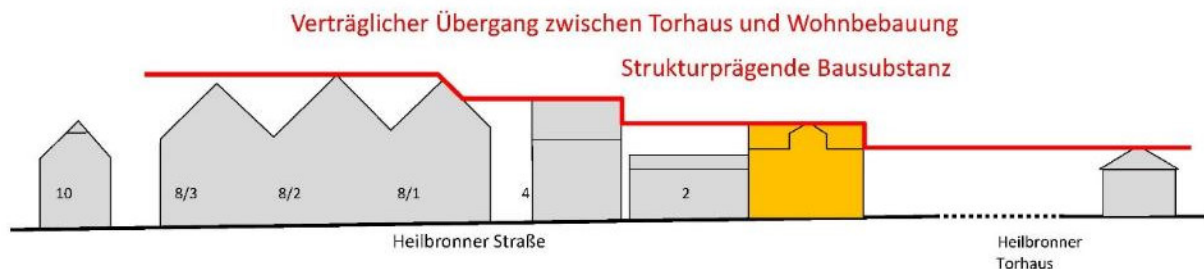 Verträglicher Übergang zwischen Torhaus und Wohnbebauung
Strukturprägende Bausubstanz
10
8/3
8/2
8/1
4
2
Heilbronner Straße
Heilbronner
Torhaus